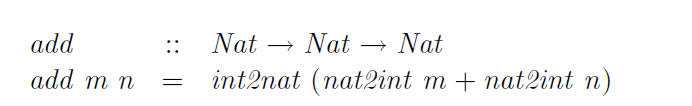 add :: Nat → Nat → Nat
add m n = int2nat (nat2int m + nat2int n)